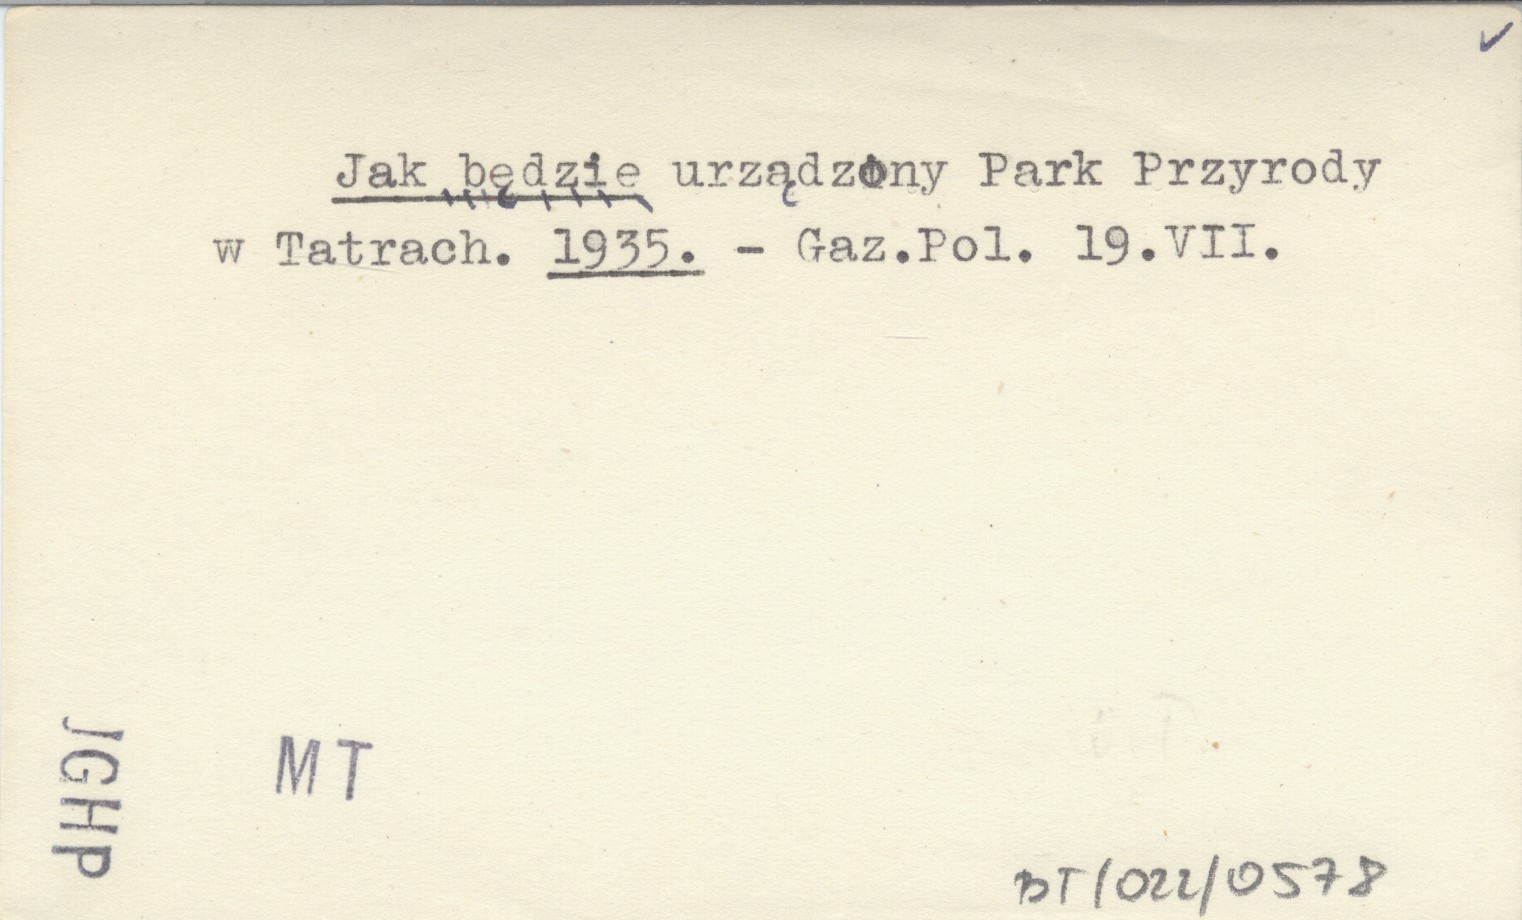 Jak będzie urządzony Park Przyrody
w Tatrach. 1935. - Gaz.Pol. 19.VII.
JGHP
MT
BT/022/0578